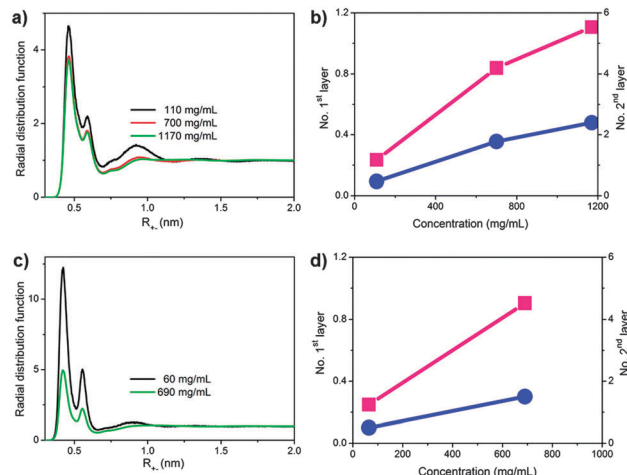 a)
Radial distribution function
4
2
0
110 mg/mL
700 mg/mL
1170 mg/mL
0.5 1.0 1.5 2.0
R+- (nm)
b)
No. 1st layer
1.2
0.8
0.4
0.0
6
5
4
3
2
1
0
No. 2nd layer
0 400 800 1200
Concentration (mg/mL)
c)
Radial distribution function
10
5
0
60 mg/mL
690 mg/mL
0.5 1.0 1.5 2.0
R+- (nm)
d)
No. 1st layer
1.2
0.8
0.4
0.0
6
4
2
0
No. 2nd layer
0 200 400 600 800 1000
Concentration (mg/mL)